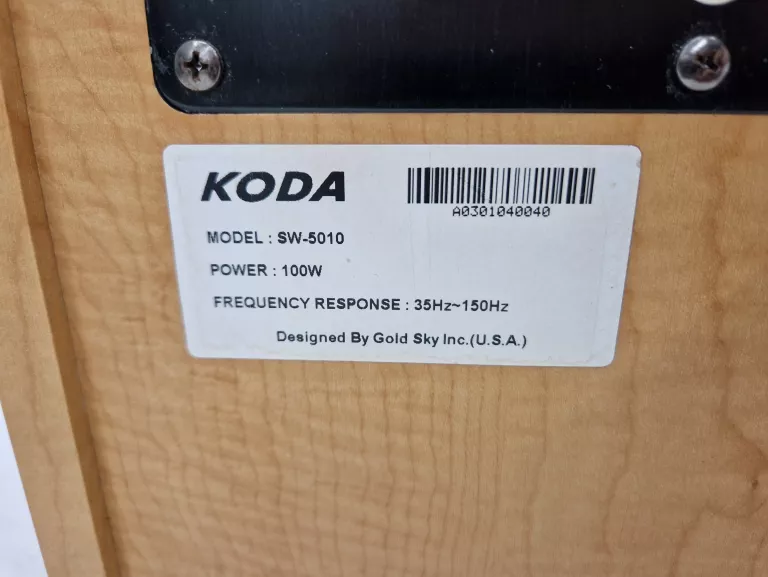 KODA
A0301040040
MODEL : SW-5010
POWER : 100W
FREQUENCY RESPONSE : 35Hz~150Hz
Designed By Gold Sky Inc.(U.S.A.)